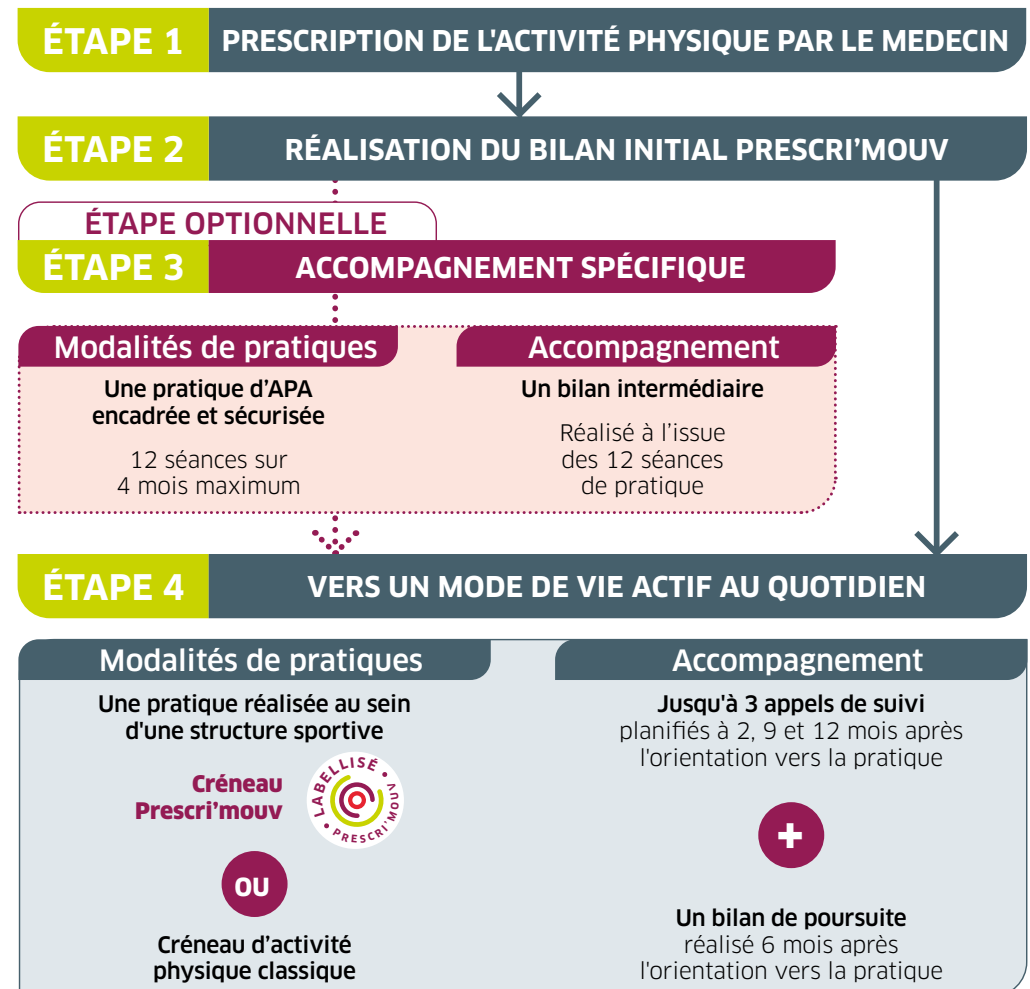 ÉTAPE 1
PRESCRIPTION DE L'ACTIVITÉ PHYSIQUE PAR LE MEDECIN
ÉTAPE 2
RÉALISATION DU BILAN INITIAL PRESCRI’MOUV
ÉTAPE OPTIONNELLE
ÉTAPE 3
ACCOMPAGNEMENT SPÉCIFIQUE
Modalités de pratiques
Une pratique d’APA
encadrée et sécurisée
12 séances sur
4 mois maximum
Accompagnement
Un bilan intermédiaire
Réalisé à l’issue
des 12 séances
de pratique
ÉTAPE 4
VERS UN MODE DE VIE ACTIF AU QUOTIDIEN
Modalités de pratiques
Une pratique réalisée au sein
d'une structure sportive
Créneau
Prescri’mouv
LABELLISÉ • PRESCRI'MOUV •
OU
Créneau d’activité
physique classique
Accompagnement
Jusqu'à 3 appels de suivi
planifiés à 2, 9 et 12 mois après
l'orientation vers la pratique
+
Un bilan de poursuite
réalisé 6 mois après
l'orientation vers la pratique